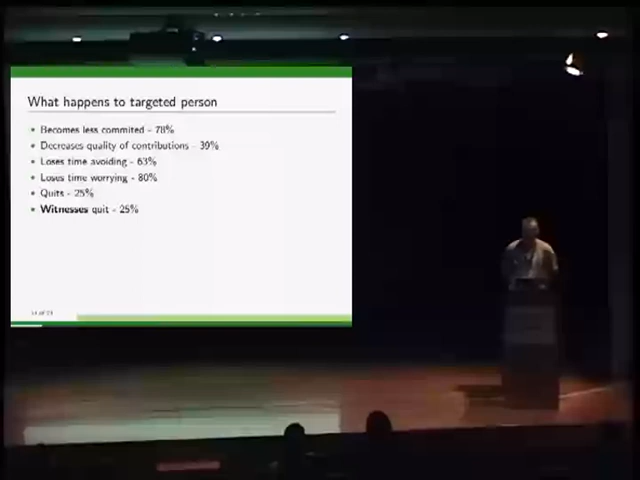 What happens to targeted person
Becomes less commited - 78%
Decreases quality of contributions - 39%
Loses time avoiding - 63%
Loses time worrying - 80%
Quits - 25%
Witnesses quit - 25%